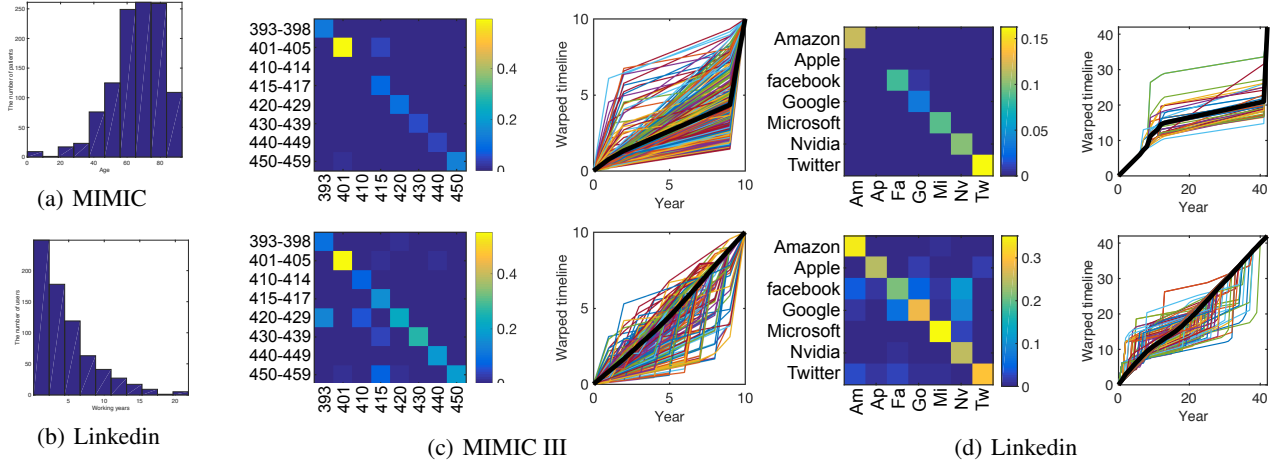 The number of patients
250
200
150
100
50
0
0 20 40 60 80
Age
(a) MIMIC
The number of users
200
150
100
50
0
5 10 15 20
Working years
(b) Linkedin
393-398
401-405
410-414
415-417
420-429
430-439
440-449
450-459
393 401 410 415 420 430 440 450
0.4
0.2
0
Warped timeline
10
5
0
0 5 10
Year
393-398
401-405
410-414
415-417
420-429
430-439
440-449
450-459
393 401 410 415 420 430 440 450
0.4
0.2
0
Warped timeline
10
5
0
0 5 10
Year
(c) MIMIC III
Amazon
Apple
facebook
Google
Microsoft
Nvidia
Twitter
Am Ap Fa Go Mi Nv Tw
0.15
0.1
0.05
0
Warped timeline
40
30
20
10
0
0 20 40
Year
Amazon
Apple
facebook
Google
Microsoft
Nvidia
Twitter
Am Ap Fa Go Mi Nv Tw
0.3
0.2
0.1
0
Warped timeline
40
30
20
10
0
0 20 40
Year
(d) Linkedin